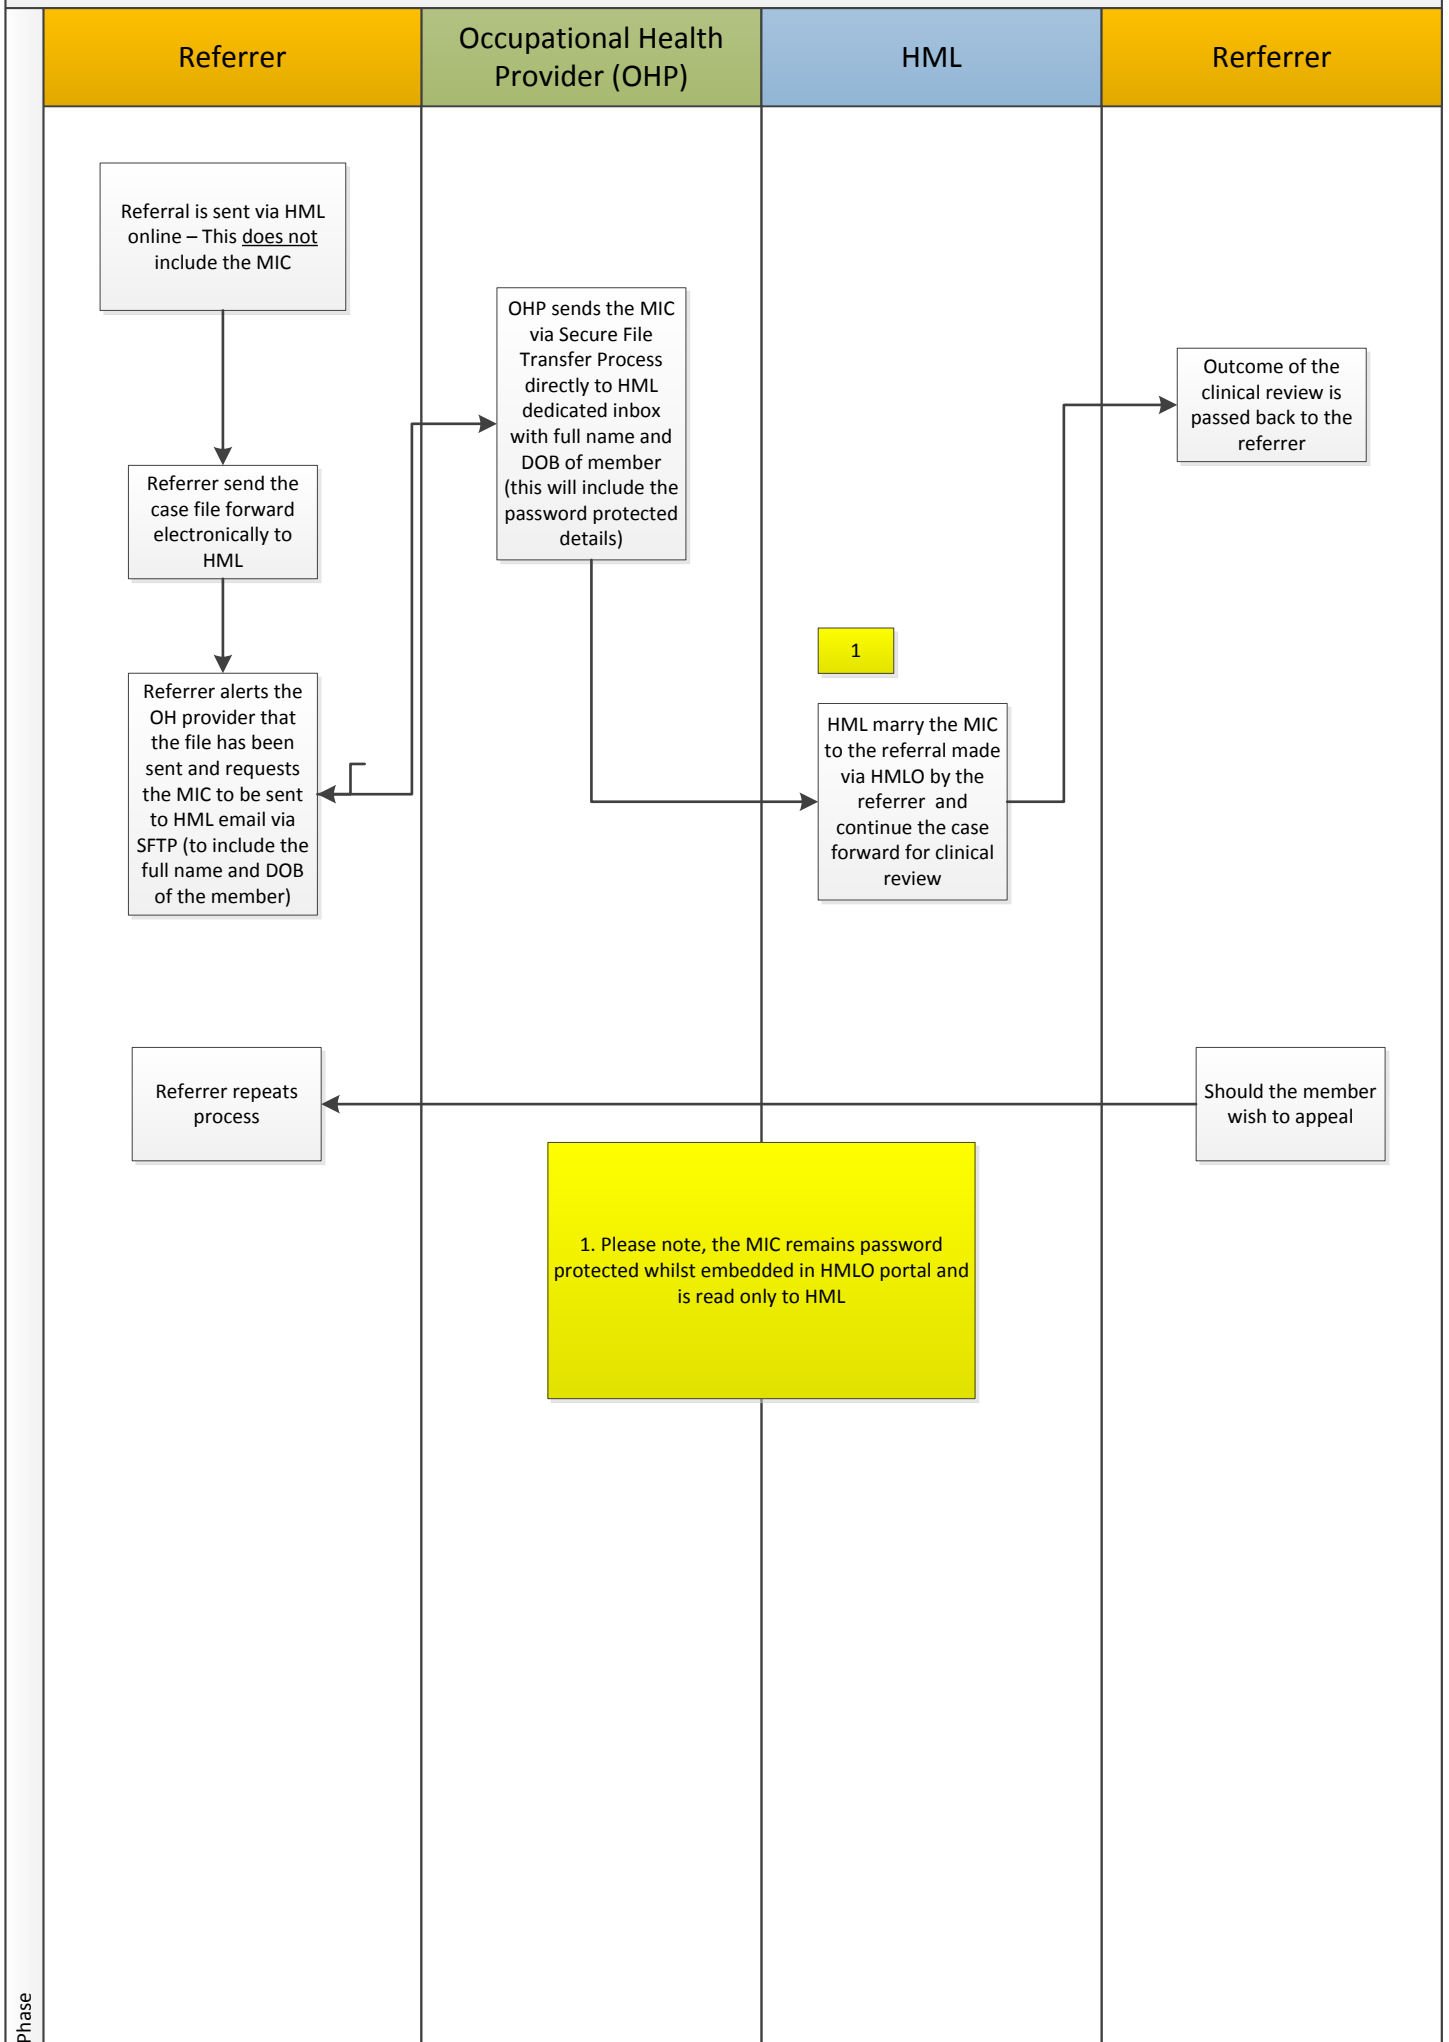 Referrer
Occupational Health
Provider (OHP)
HML
Rerferrer
Referral is sent via HML
online – This does not
include the MIC
Referrer send the
case file forward
electronically to
HML
Referrer alerts the
OH provider that
the file has been
sent and requests
the MIC to be sent
to HML email via
SFTP (to include the
full name and DOB
of the member)
OHP sends the MIC
via Secure File
Transfer Process
directly to HML
dedicated inbox
with full name and
DOB of member
(this will include the
password protected
details)
1
HML marry the MIC
to the referral made
via HMLO by the
referrer and
continue the case
forward for clinical
review
Outcome of the
clinical review is
passed back to the
referrer
Should the member
wish to appeal
Referrer repeats
process
1. Please note, the MIC remains password
protected whilst embedded in HMLO portal and
is read only to HML
Phase